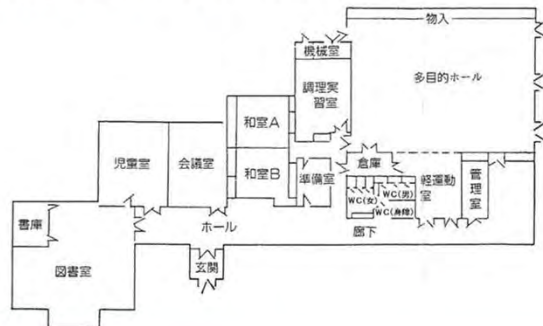 物入
機械室
多目的ホール
調理実
習室
和室A
児童室
会議室
倉庫
和室B
準備室
軽運動
室
管理室
WC(女)
WC(男)
WC(身障)
書庫
ホール
廊下
玄関
図書室